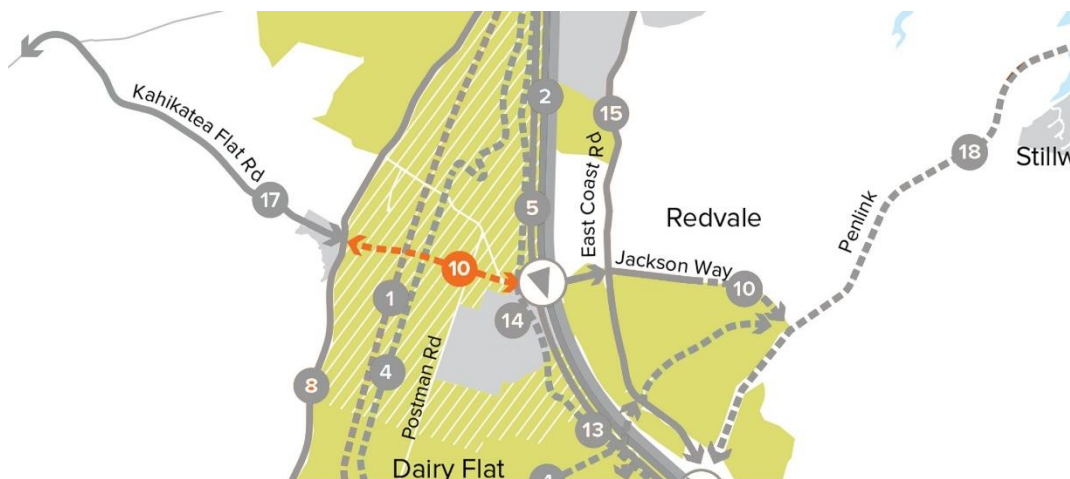 2
15
East Coast Rd
Kahikatea Flat Rd
17
5
18
Stillw
Penlink
Redvale
10
Jackson Way
10
1
14
4
Postman Rd
8
13
Dairy Flat